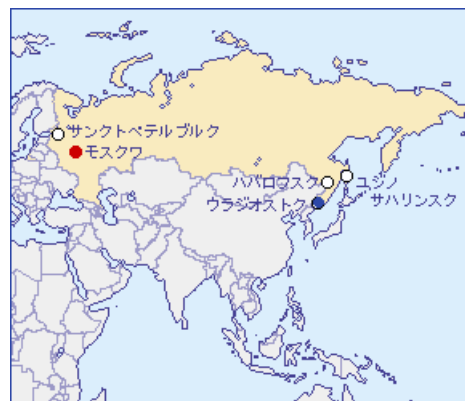 サンクトペテルブルク
モスクワ
ハバロウスク
ユジノ
サハリンスク
ウラジオストク